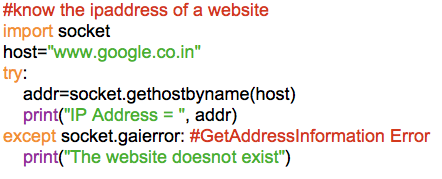 #know the ipaddress of a website
import socket
host="www.google.co.in"
try:
    addr=socket.gethostbyname(host)
    print("IP Address = ", addr)
except socket.gaierror: #GetAddressInformation Error
    print("The website doesnot exist")